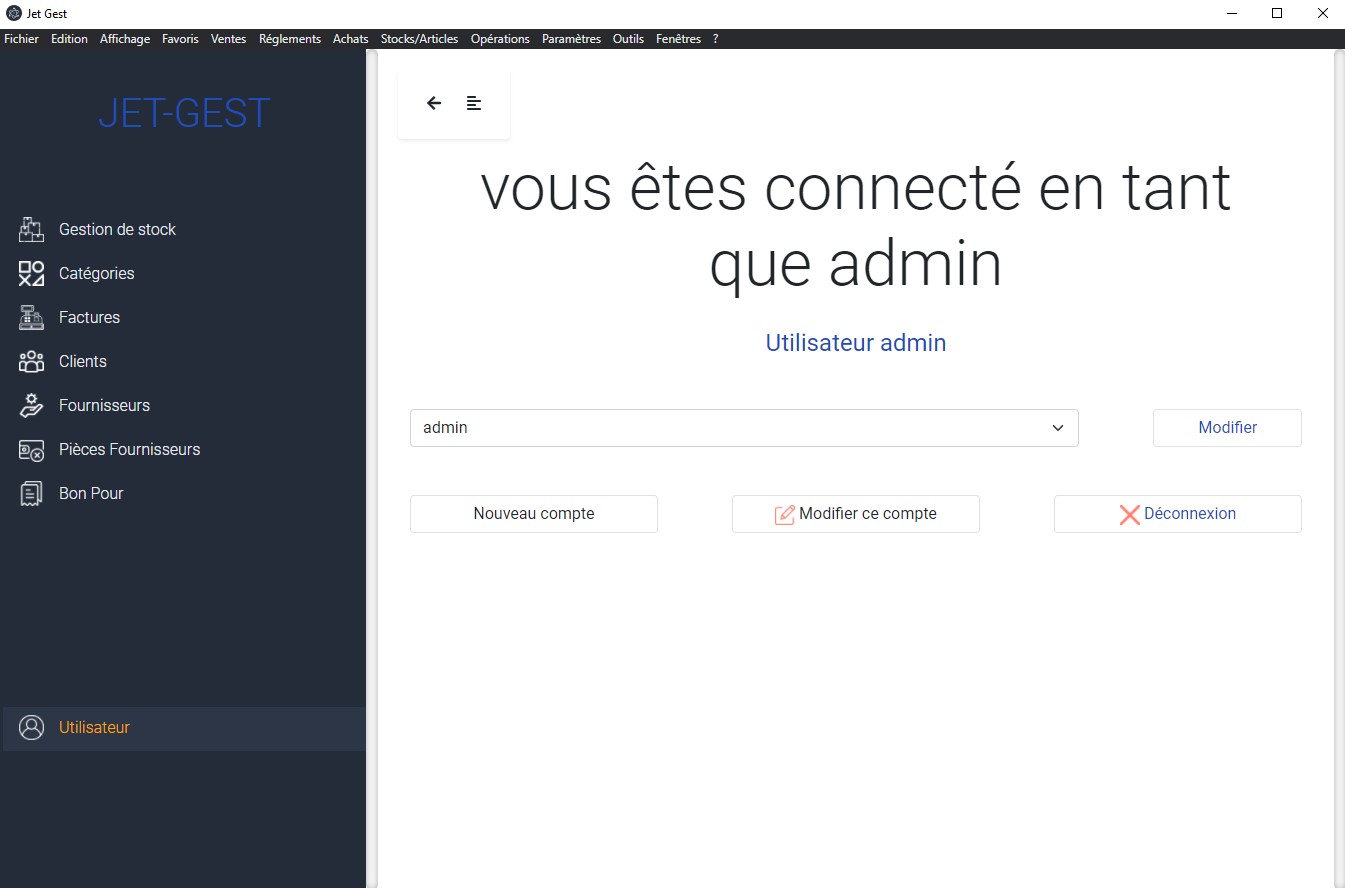 Jet Gest
Fichier Edition Affichage Favoris Ventes Réglements Achats Stocks/Articles Opérations Paramètres Outils Fenêtres ?
JET-GEST
Gestion de stock
Catégories
Factures
Clients
Fournisseurs
Pièces Fournisseurs
Bon Pour
Utilisateur
vous êtes connecté en tant
que admin
Utilisateur admin
admin
Modifier
Nouveau compte
Modifier ce compte
Déconnexion